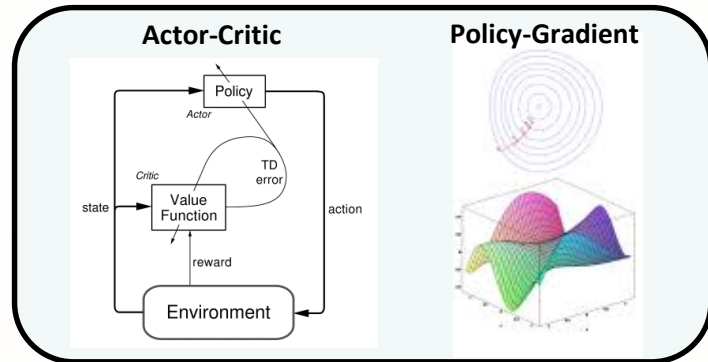 Actor-Critic
Policy-Gradient
Policy
Actor
TD
error
Critic
Value
Function
state
action
reward
Environment